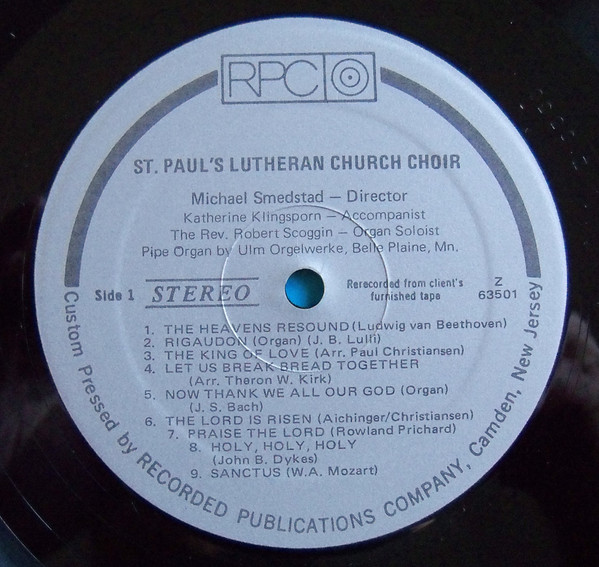 RPC
ST. PAUL'S LUTHERAN CHURCH CHOIR
Michael Smedstad — Director
Katherine Klingsporn — Accompanist
The Rev. Robert Scoggin — Organ Soloist
Pipe Organ by Ulm Orgelwerke, Belle Plaine, Mn.
Side 1 STEREO
Rerecorded from client's
furnished tape
Z
63501
1. THE HEAVENS RESOUND (Ludwig van Beethoven)
2. RIGAUDON (Organ) (J. B. Lulli)
3. THE KING OF LOVE (Arr. Paul Christiansen)
4. LET US BREAK BREAD TOGETHER
(Arr. Theron W. Kirk)
5. NOW THANK WE ALL OUR GOD (Organ)
(J. S. Bach)
6. THE LORD IS RISEN (Aichinger/Christiansen)
7. PRAISE THE LORD (Rowland Prichard)
8. HOLY, HOLY, HOLY
(John B. Dykes)
9. SANCTUS (W.A. Mozart)
Custom Pressed by RECORDED PUBLICATIONS COMPANY, Camden, New Jersey